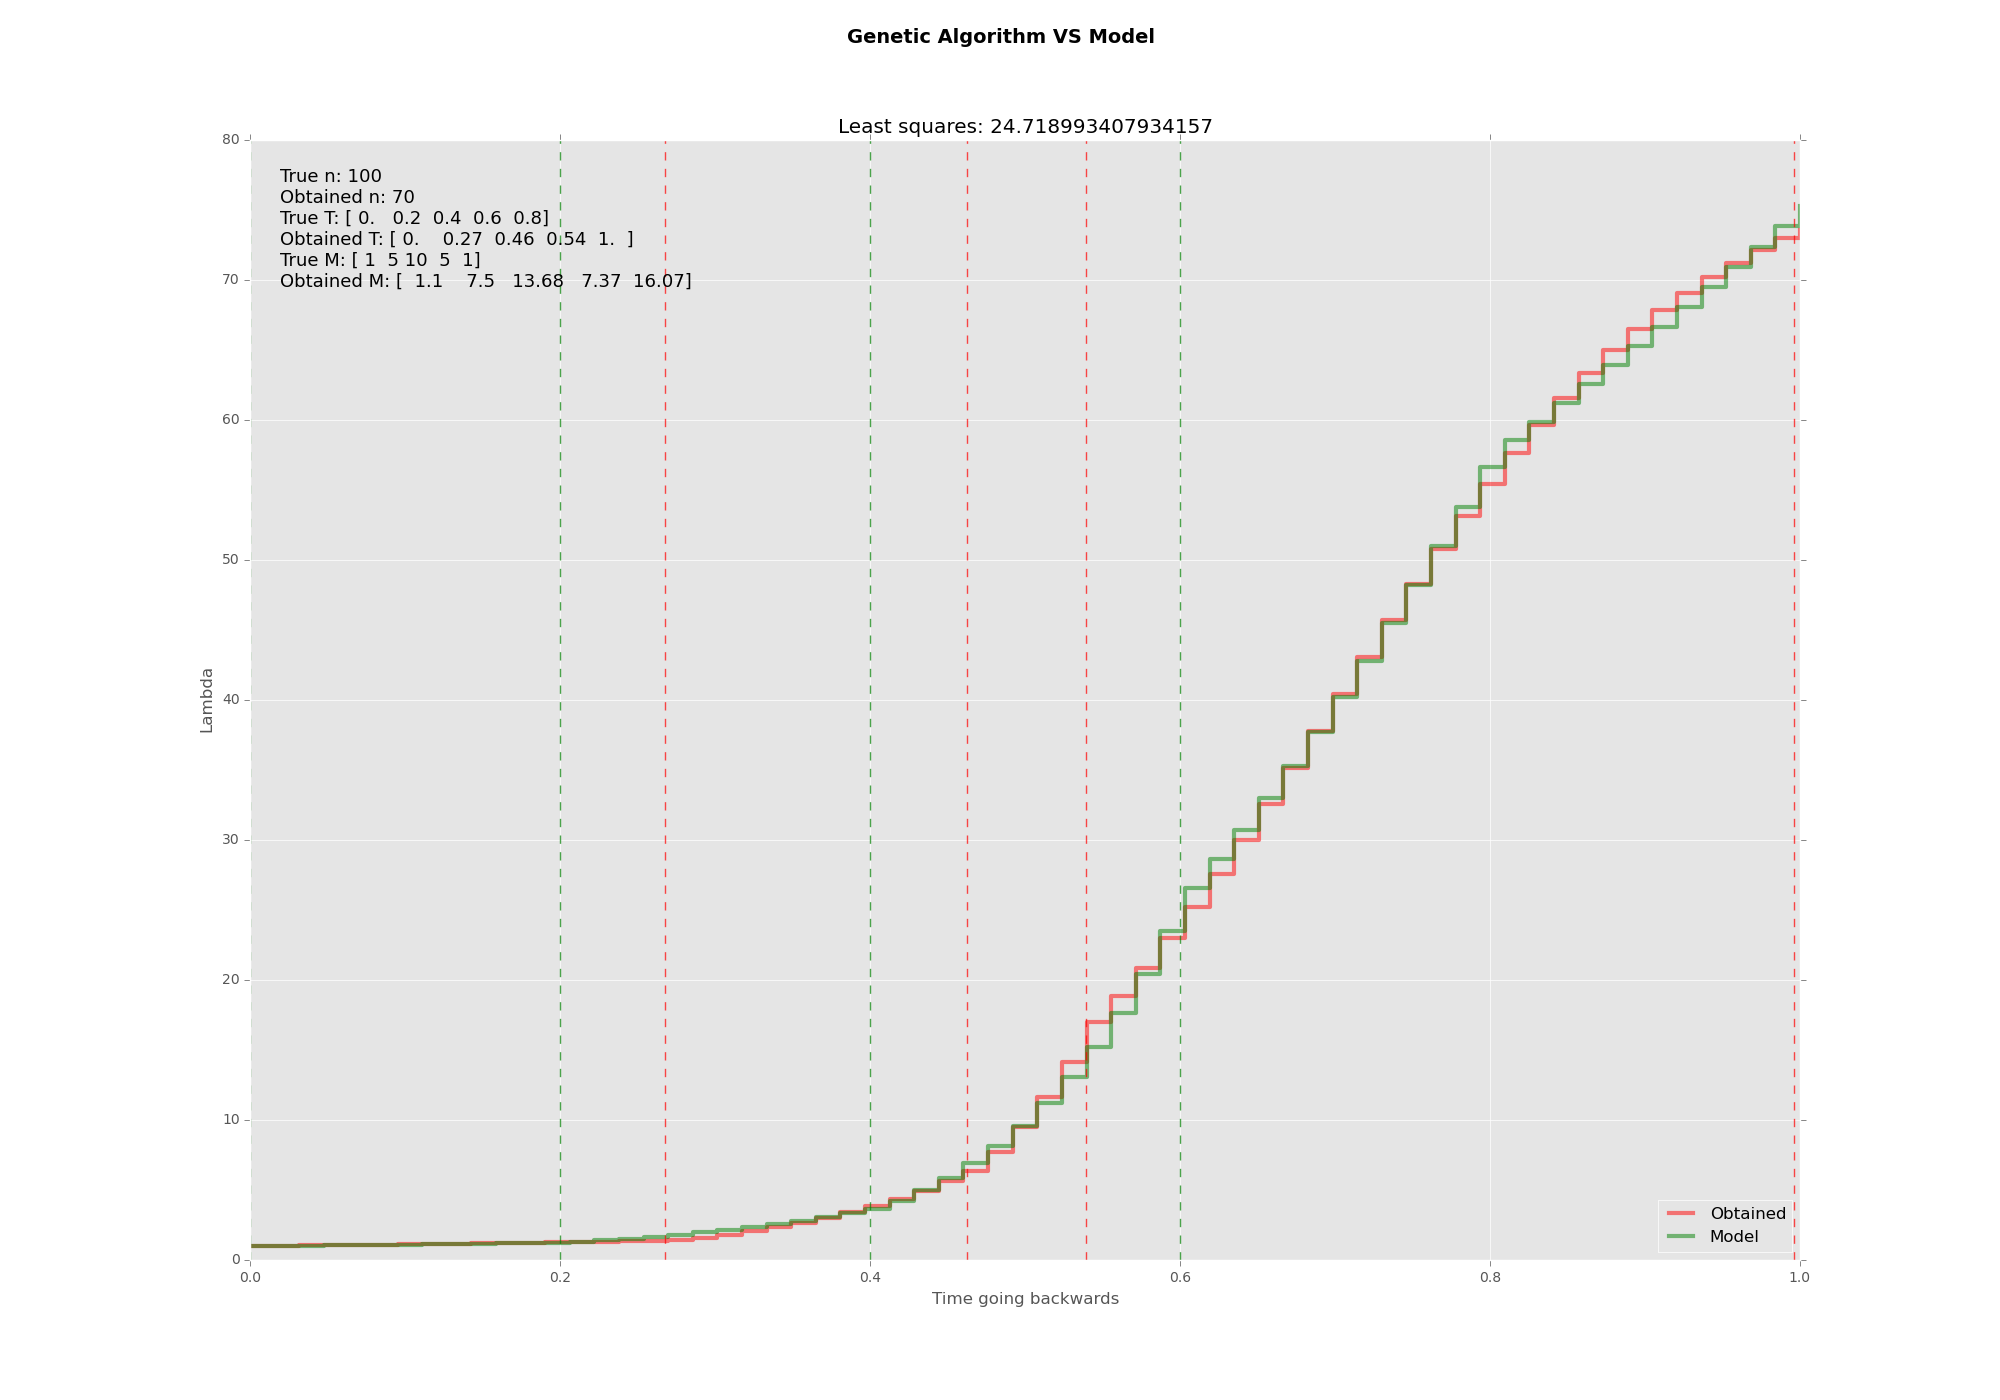 Genetic Algorithm VS Model
Least squares: 24.718993407934157
True n: 100
Obtained n: 70
True T: [ 0.   0.2  0.4  0.6  0.8]
Obtained T: [ 0.    0.27  0.46  0.54  1.  ]
True M: [ 1  5 10  5  1]
Obtained M: [  1.1    7.5   13.68   7.37  16.07]
80
70
60
50
40
30
20
10
0
Lambda
0.0 0.2 0.4 0.6 0.8 1.0
Time going backwards
Obtained
Model